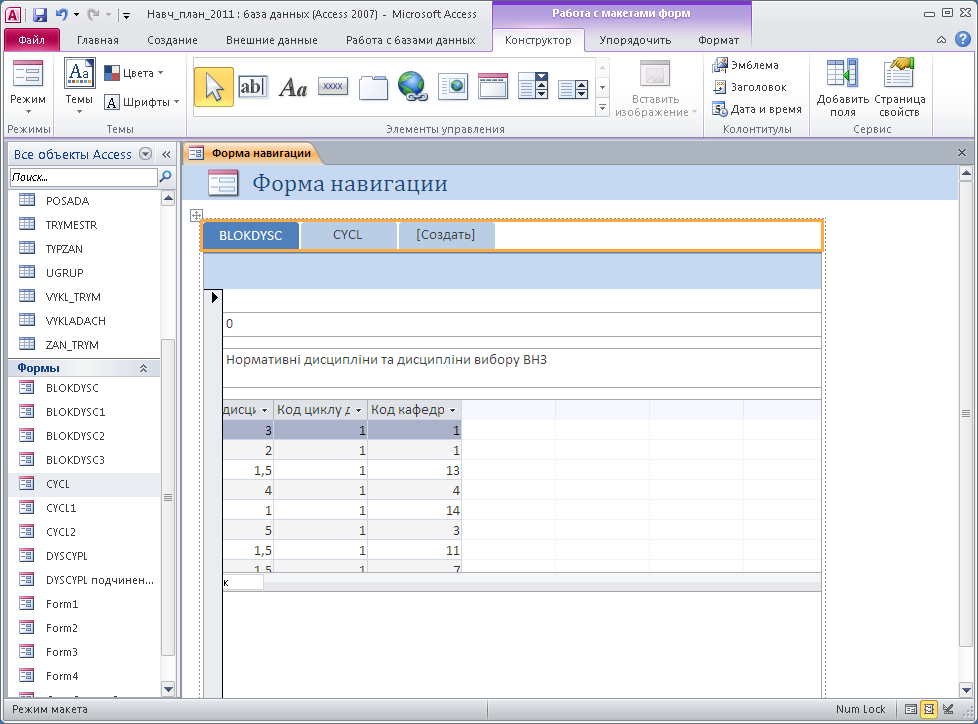 Навч_план_2011 : база данных (Access 2007) - Microsoft Access
Работа с макетами форм
Файл
Главная
Создание
Внешние данные
Работа с базами данных
Конструктор
Упорядочить
Формат
Режим
Режимы
Aa
Темы
Цвета
A Шрифты
Темы
ab|
Aa
XXXX
Элементы управления
Вставить изображение
Эмблема
Заголовок
Дата и время
Колонтитулы
Добавить поля
Страница свойств
Сервис
Все объекты Access
Поиск...
POSADA
TRYMESTR
TYPZAN
UGRUP
VYKL_TRYM
VYKLADACH
ZAN_TRYM
Формы
BLOKDYSC
BLOKDYSC1
BLOKDYSC2
BLOKDYSC3
CYCL
CYCL1
CYCL2
DYSCYPL
DYSCYPL подчинен...
Form1
Form2
Form3
Form4
Форма навигации
Форма навигации
BLOKDYSC
CYCL
[Создать]
0
Нормативні дисципліни та дисципліни вибору ВНЗ
дисци Код циклу д Код кафедр
3 1 1
2 1 1
1,5 1 13
4 1 4
1 1 14
5 1 3
1,5 1 11
1,5 1 7
к
Режим макета
Num Lock